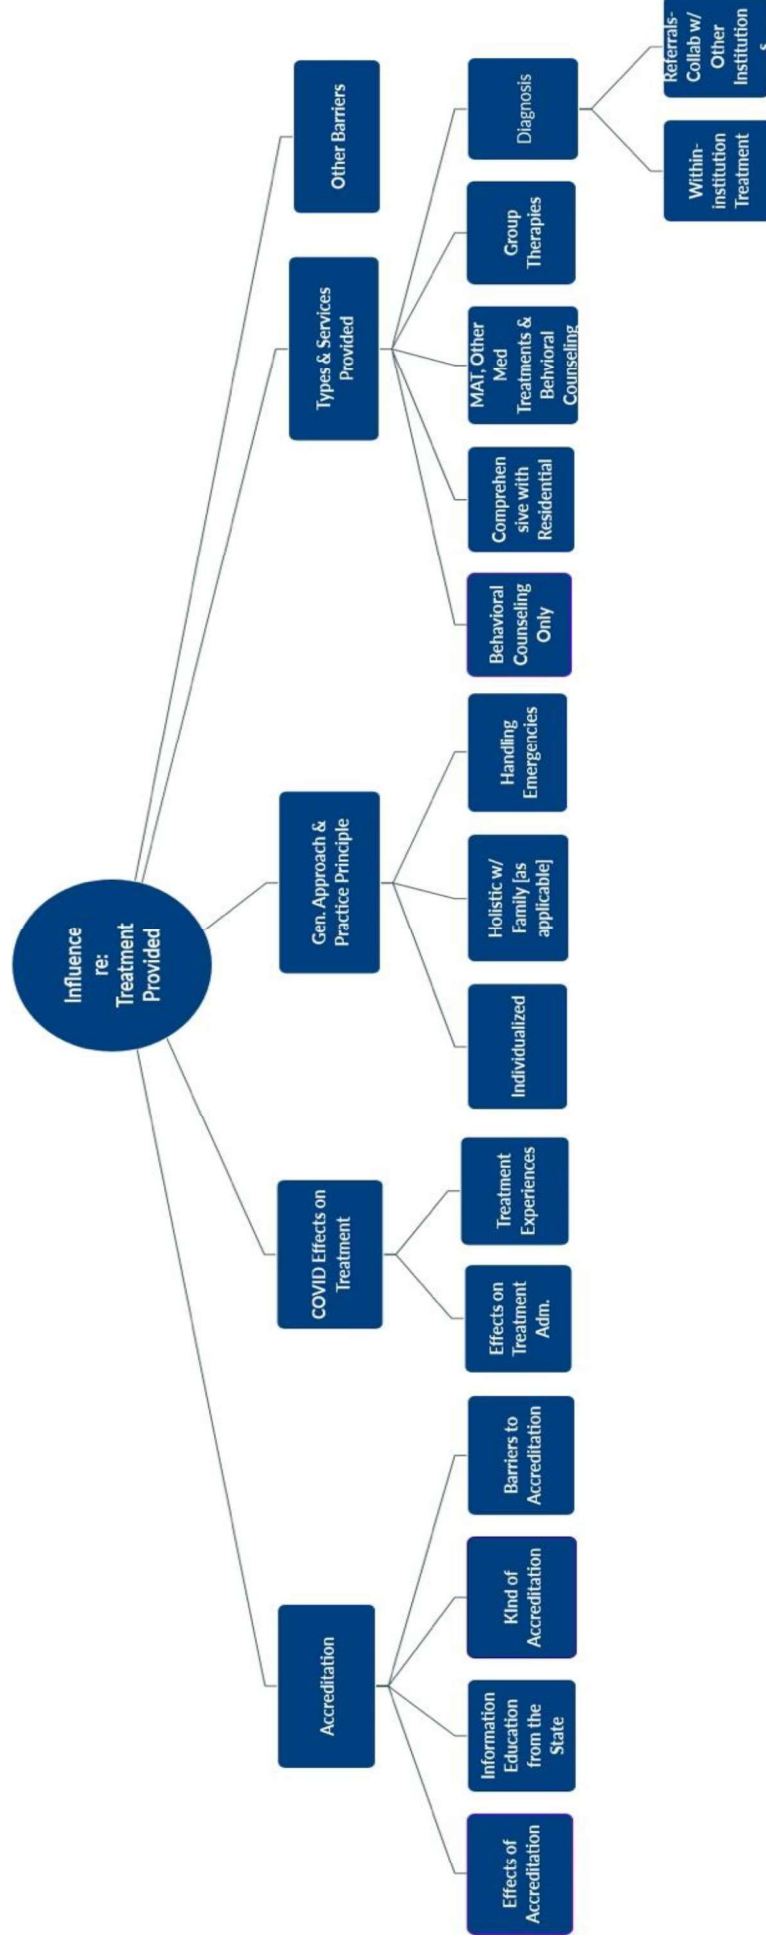 Influence
re:
Treatment
Provided
Accreditation
COVID Effects on
Treatment
Gen. Approach &
Practice Principle
Types & Services
Provided
Other Barriers
Effects of
Accreditation
Information
Education
from the
State
KInd of
Accreditation
Barriers to
Accreditation
Effects on
Treatment
Adm.
Treatment
Experiences
Individualized
Holistic w/
Family [as
applicable]
Handling
Emergencies
Behavioral
Counseling
Only
Comprehen
sive with
Residential
MAT, Other
Med
Treatments &
Behvioral
Counseling
Group
Therapies
Diagnosis
Within-
institution
Treatment
Referrals-
Collab w/
Other
Institution
s